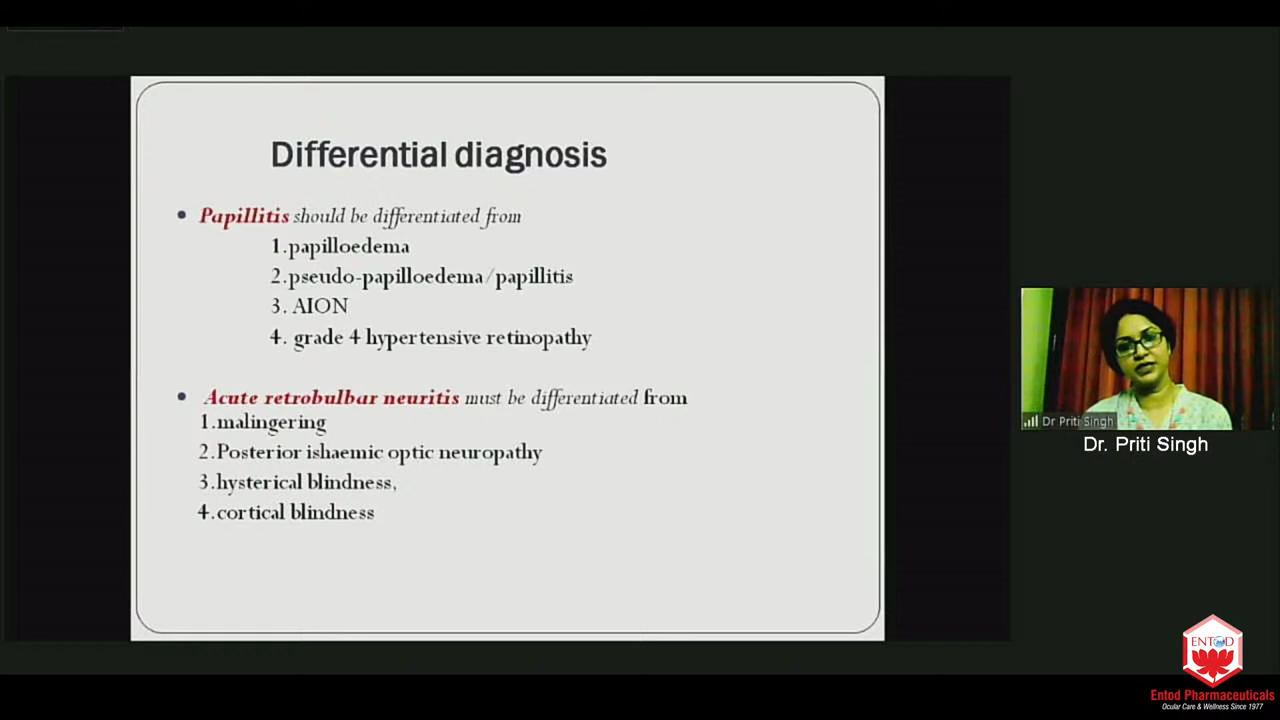 Differential diagnosis
• Papillitis should be differentiated from
1.papilloedema
2.pseudo-papilloedema/papillitis
3. AION
4. grade 4 hypertensive retinopathy
• Acute retrobulbar neuritis must be differentiated from
1.malingering
2.Posterior ishaemic optic neuropathy
3.hysterical blindness,
4.cortical blindness
Dr Priti Singh
Dr. Priti Singh
ENTOD
Entod Pharmaceuticals
Ocular Care & Wellness Since 1977